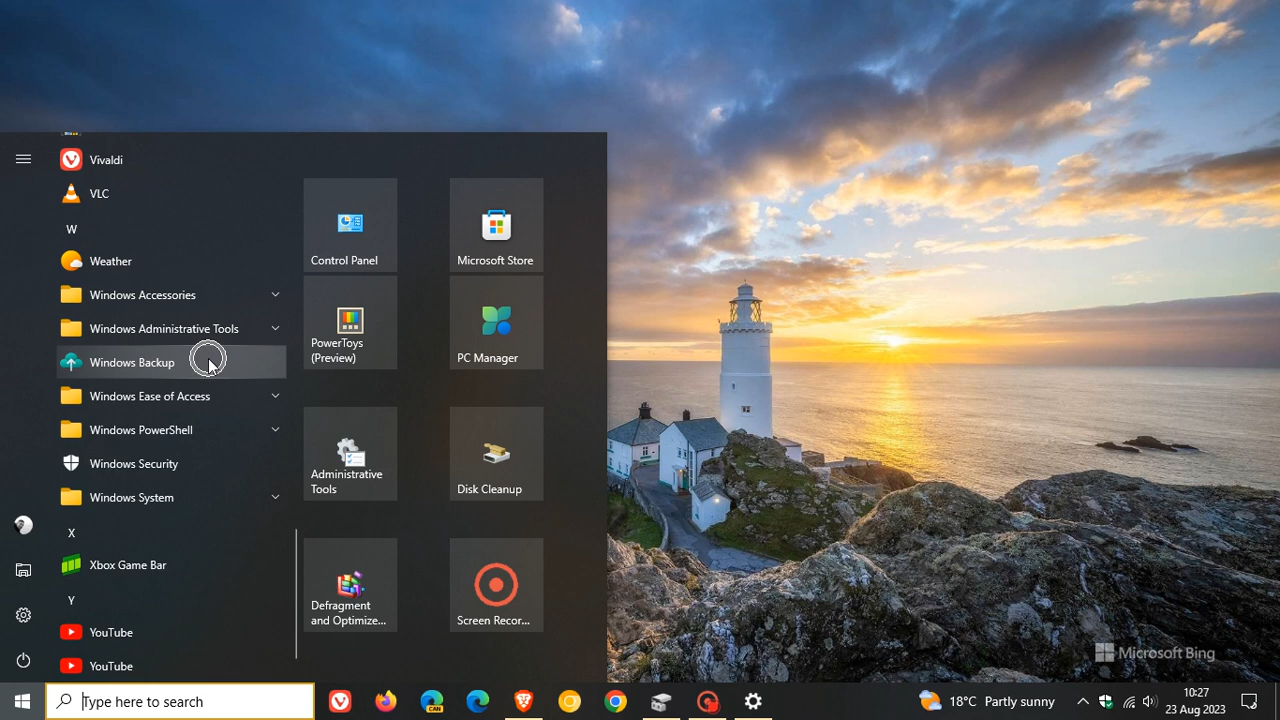 Vivaldi
VLC
W
Weather
Windows Accessories
Windows Administrative Tools
Windows Backup
Windows Ease of Access
Windows PowerShell
Windows Security
Windows System
X
Xbox Game Bar
Y
YouTube
YouTube
Control Panel
Microsoft Store
PowerToys
(Preview)
PC Manager
Administrative
Tools
Disk Cleanup
Defragment
and Optimize...
Screen Recor...
Microsoft Bing
Type here to search
CAN
18°C Partly sunny
10:27
23 Aug 2023